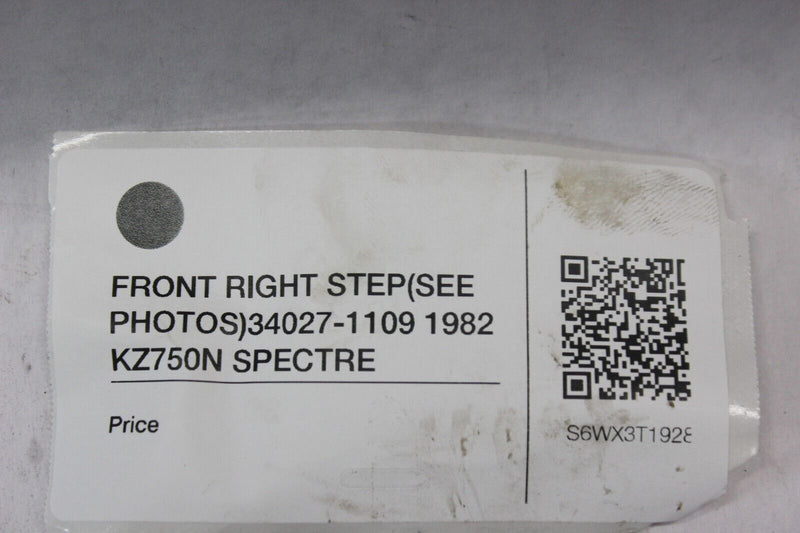 FRONT RIGHT STEP(SEE
PHOTOS)34027-1109 1982
KZ750N SPECTRE
Price
S6WX3T1928